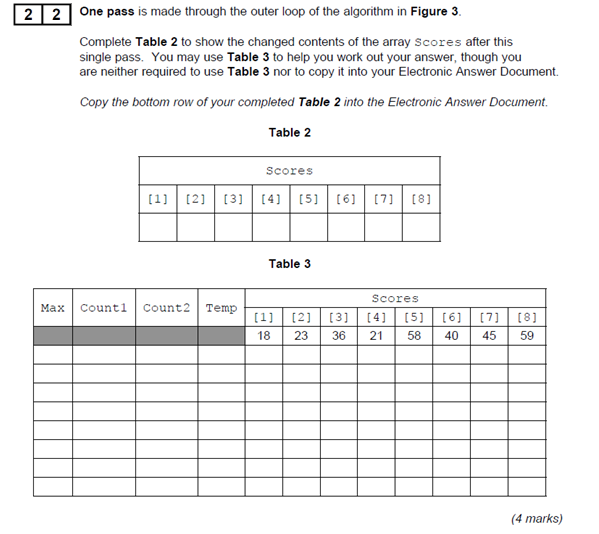 2 2 One pass is made through the outer loop of the algorithm in Figure 3.
Complete Table 2 to show the changed contents of the array Scores after this
single pass. You may use Table 3 to help you work out your answer, though you
are neither required to use Table 3 nor to copy it into your Electronic Answer Document.
Copy the bottom row of your completed Table 2 into the Electronic Answer Document.
Table 2
Scores
[1] [2] [3] [4] [5] [6] [7] [8]
Table 3
Max Count1 Count2 Temp Scores
[1] [2] [3] [4] [5] [6] [7] [8]
18 23 36 21 58 40 45 59
(4 marks)